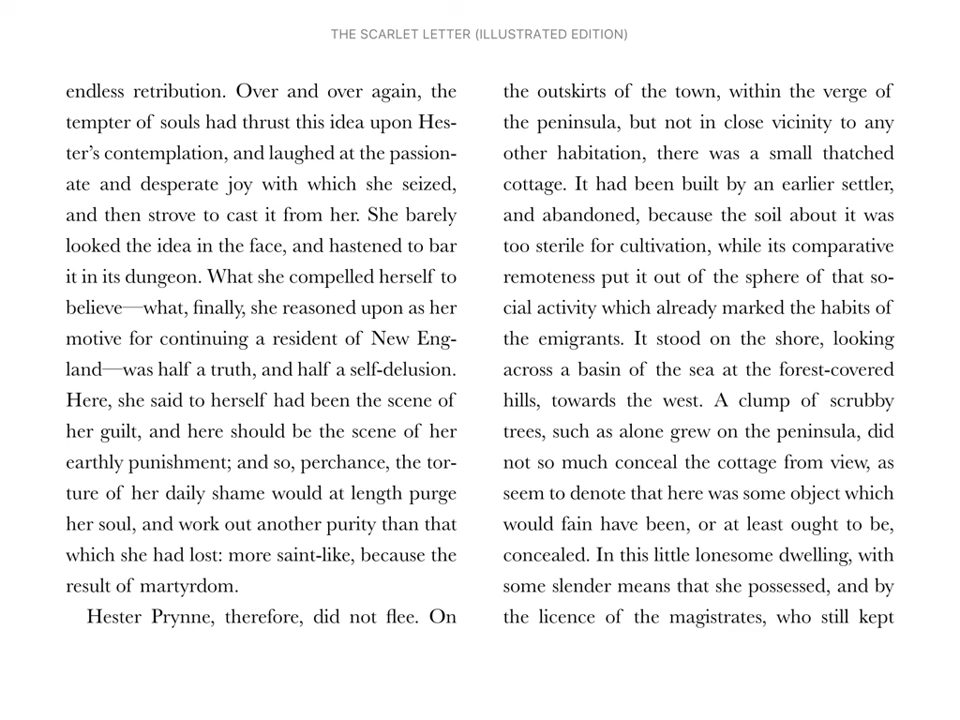 THE SCARLET LETTER (ILLUSTRATED EDITION)
endless retribution. Over and over again, the
tempter of souls had thrust this idea upon Hes-
ter’s contemplation, and laughed at the passion-
ate and desperate joy with which she seized,
and then strove to cast it from her. She barely
looked the idea in the face, and hastened to bar
it in its dungeon. What she compelled herself to
believe—what, finally, she reasoned upon as her
motive for continuing a resident of New Eng-
land—was half a truth, and half a self-delusion.
Here, she said to herself had been the scene of
her guilt, and here should be the scene of her
earthly punishment; and so, perchance, the tor-
ture of her daily shame would at length purge
her soul, and work out another purity than that
which she had lost: more saint-like, because the
result of martyrdom.
Hester Prynne, therefore, did not flee. On
the outskirts of the town, within the verge of
the peninsula, but not in close vicinity to any
other habitation, there was a small thatched
cottage. It had been built by an earlier settler,
and abandoned, because the soil about it was
too sterile for cultivation, while its comparative
remoteness put it out of the sphere of that so-
cial activity which already marked the habits of
the emigrants. It stood on the shore, looking
across a basin of the sea at the forest-covered
hills, towards the west. A clump of scrubby
trees, such as alone grew on the peninsula, did
not so much conceal the cottage from view, as
seem to denote that here was some object which
would fain have been, or at least ought to be,
concealed. In this little lonesome dwelling, with
some slender means that she possessed, and by
the licence of the magistrates, who still kept